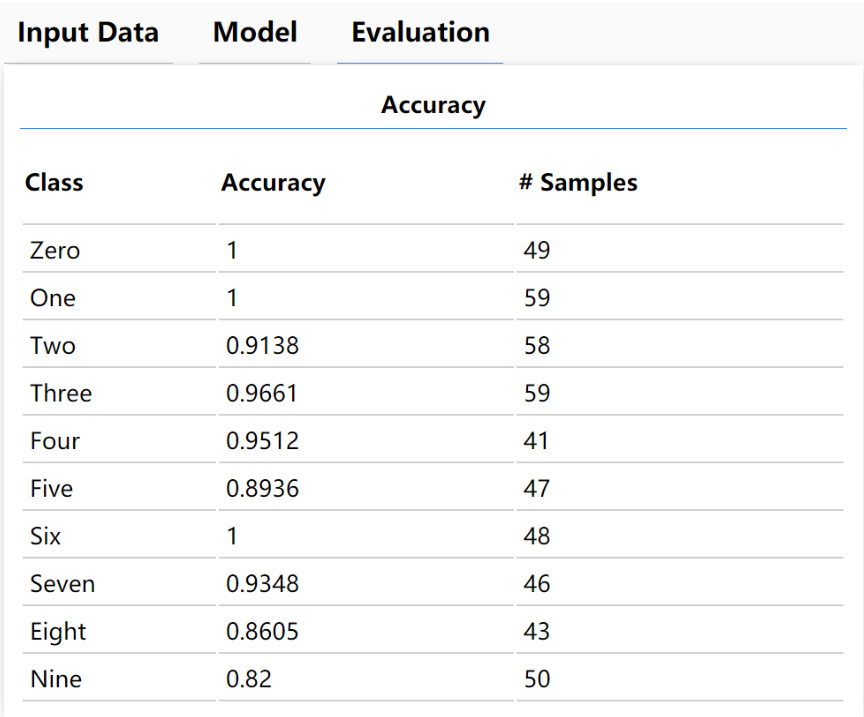 Input Data Model Evaluation
Accuracy
Class Accuracy # Samples
Zero 1 49
One 1 59
Two 0.9138 58
Three 0.9661 59
Four 0.9512 41
Five 0.8936 47
Six 1 48
Seven 0.9348 46
Eight 0.8605 43
Nine 0.82 50